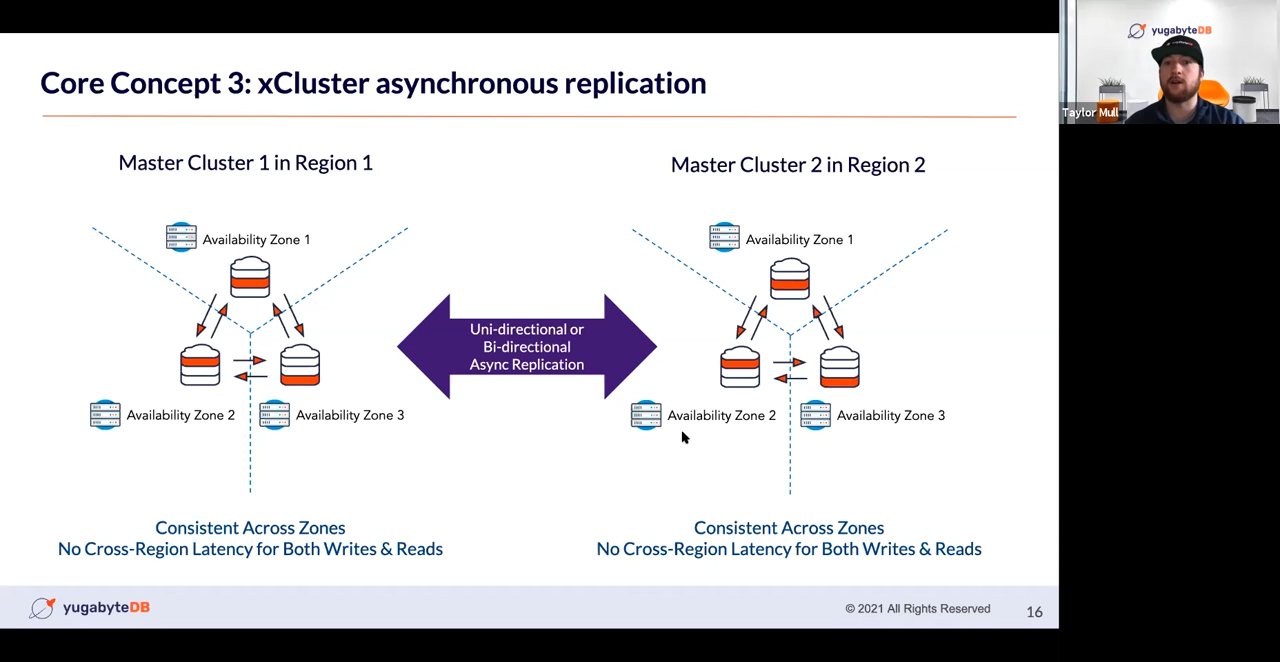 Core Concept 3: xCluster asynchronous replication
Master Cluster 1 in Region 1
Master Cluster 2 in Region 2
Availability Zone 1
Availability Zone 1
Uni-directional or
Bi-directional
Async Replication
Availability Zone 2
Availability Zone 3
Availability Zone 2
Availability Zone 3
Consistent Across Zones
No Cross-Region Latency for Both Writes & Reads
Consistent Across Zones
No Cross-Region Latency for Both Writes & Reads
yugabyteDB
© 2021 All Rights Reserved
16
yugabyteDB
Taylor Mull